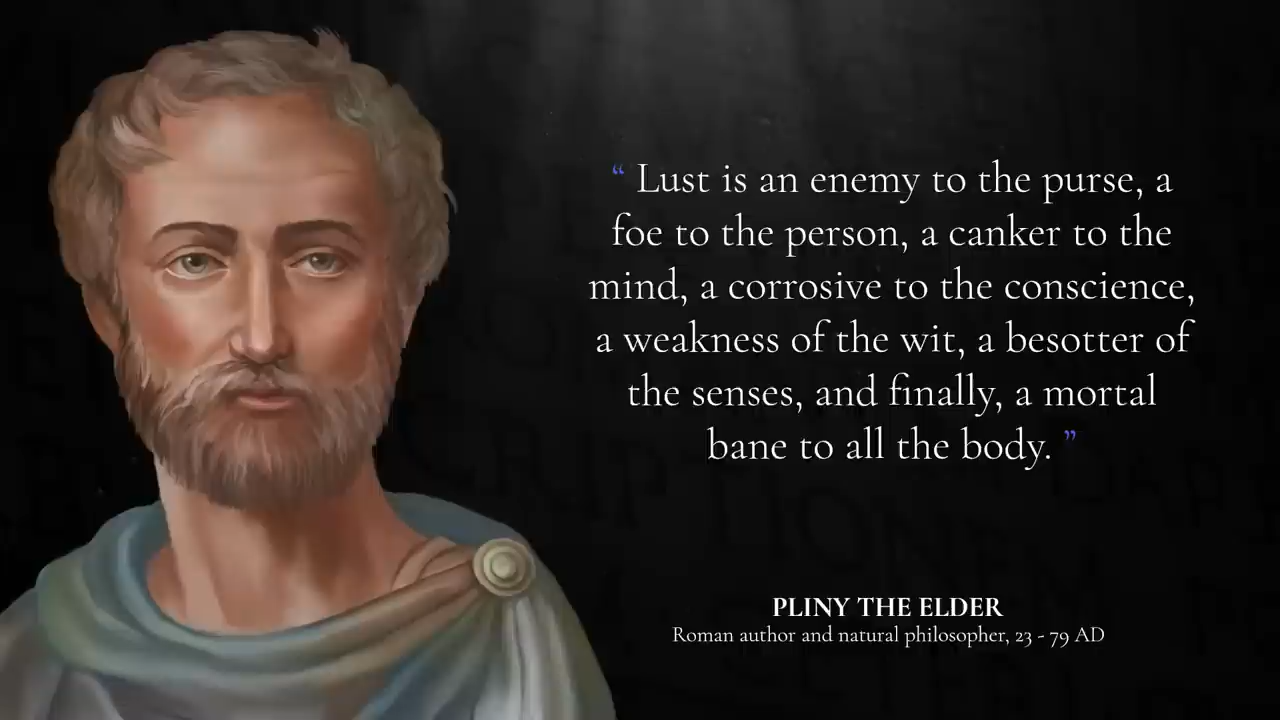 “ Lust is an enemy to the purse, a
foe to the person, a canker to the
mind, a corrosive to the conscience,
a weakness of the wit, a besotter of
the senses, and finally, a mortal
bane to all the body. ”
PLINY THE ELDER
Roman author and natural philosopher, 23 - 79 AD